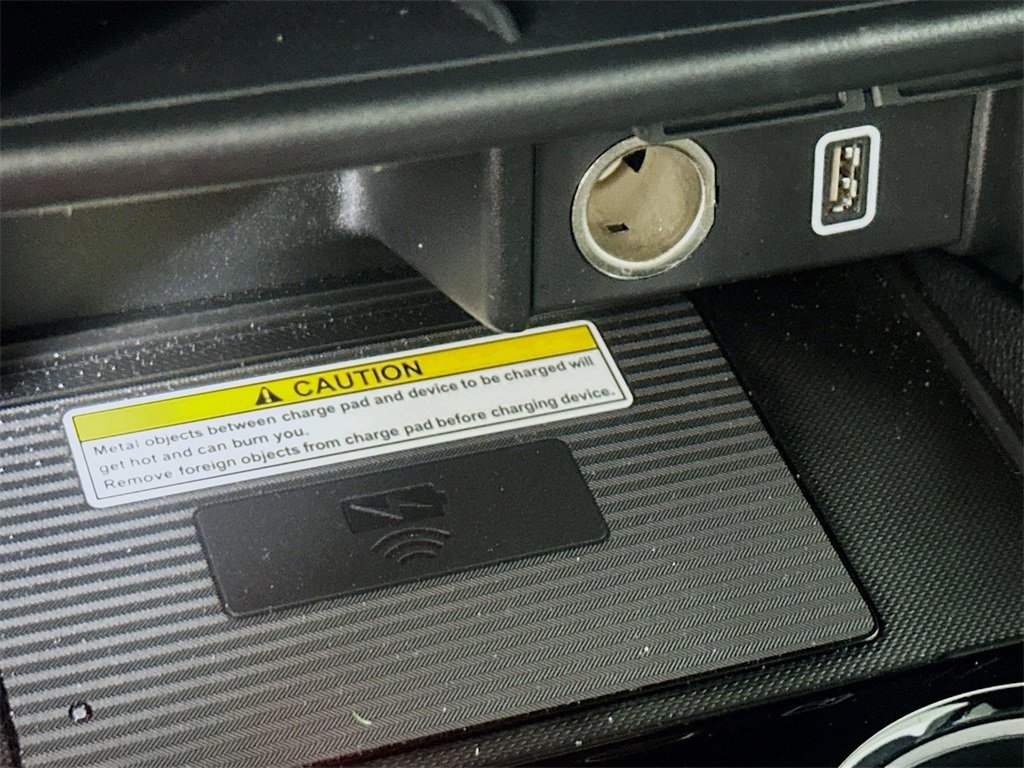 CAUTION
Metal objects between charge pad and device to be charged will
get hot and can burn you.
Remove foreign objects from charge pad before charging device.